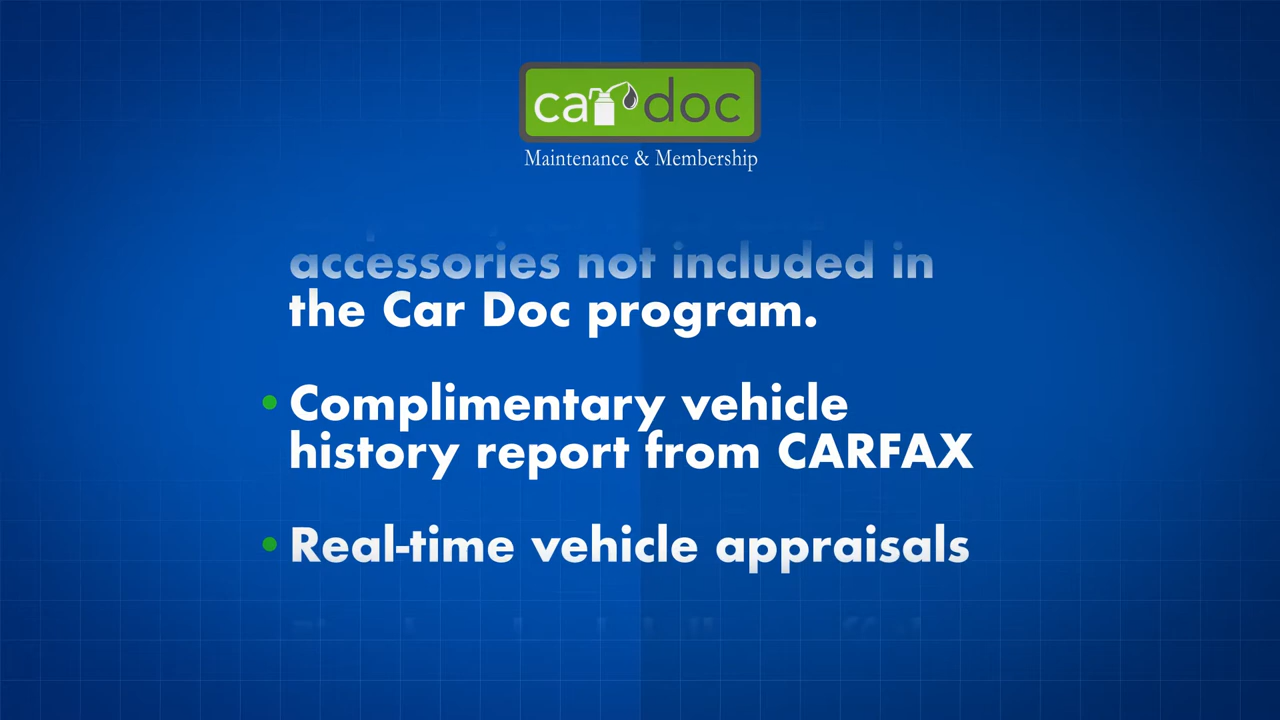 car doc
Maintenance & Membership
accessories not included in
the Car Doc program.
• Complimentary vehicle
history report from CARFAX
• Real-time vehicle appraisals